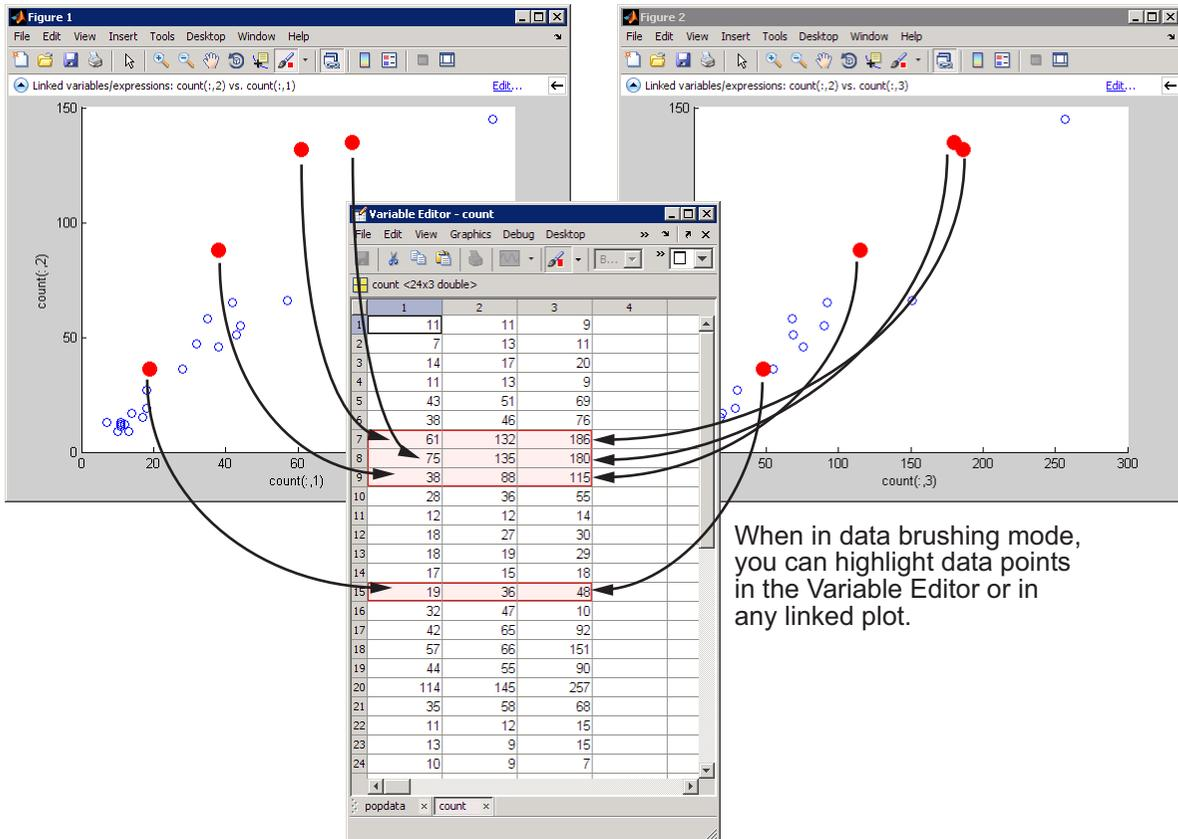 Figure 1
File Edit View Insert Tools Desktop Window Help
Linked variables/expressions: count(:,2) vs. count(:,1) Edit...
150
100
50
0
count(:,2)
0 20 40 60
count(:,1)
Figure 2
File Edit View Insert Tools Desktop Window Help
Linked variables/expressions: count(:,2) vs. count(:,3) Edit...
150
50 100 150 200 250 300
count(:,3)
Variable Editor - count
File Edit View Graphics Debug Desktop »
B... »
count <24x3 double>
1 2 3 4
1 11 11 9
2 7 13 11
3 14 17 20
4 11 13 9
5 43 51 69
6 38 46 76
7 61 132 186
8 75 135 180
9 38 88 115
10 28 36 55
11 12 12 14
12 18 27 30
13 18 19 29
14 17 15 18
15 19 36 48
16 32 47 10
17 42 65 92
18 57 66 151
19 44 55 90
20 114 145 257
21 35 58 68
22 11 12 15
23 13 9 15
24 10 9 7
popdata × count ×
When in data brushing mode,
you can highlight data points
in the Variable Editor or in
any linked plot.